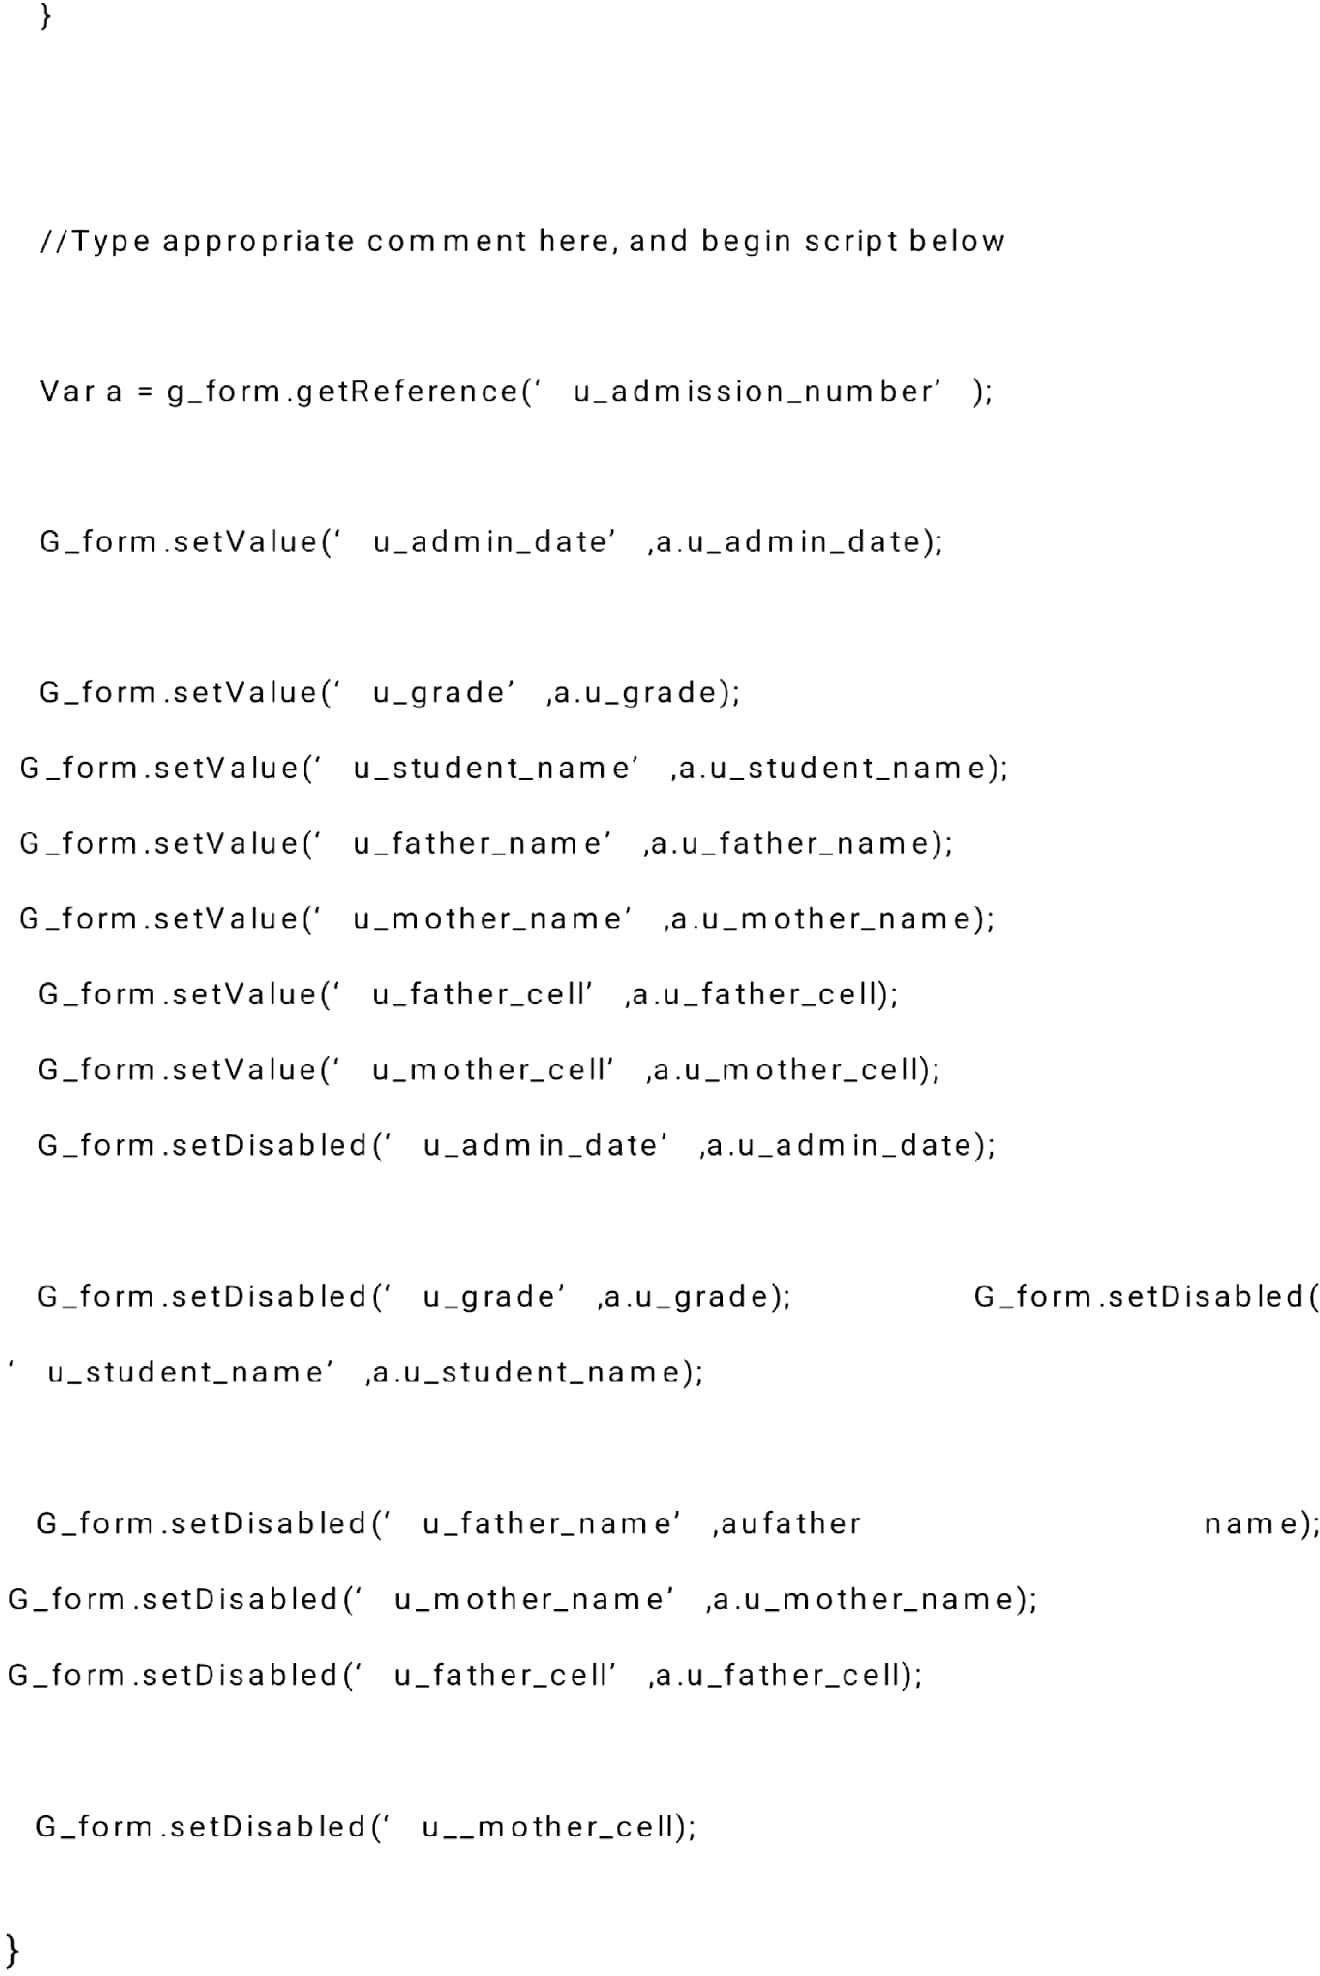 }
//Type appropriate comment here, and begin script below
Var a = g_form.getReference(‘ u_admission_number’ );
G_form.setValue(‘ u_admin_date’ ,a.u_admin_date);
G_form.setValue(‘ u_grade’ ,a.u_grade);
G_form.setValue(‘ u_student_name’ ,a.u_student_name);
G_form.setValue(‘ u_father_name’ ,a.u_father_name);
G_form.setValue(‘ u_mother_name’ ,a.u_mother_name);
G_form.setValue(‘ u_father_cell’ ,a.u_father_cell);
G_form.setValue(‘ u_mother_cell’ ,a.u_mother_cell);
G_form.setDisabled(‘ u_admin_date’ ,a.u_admin_date);
G_form.setDisabled(‘ u_grade’ ,a.u_grade); G_form.setDisabled(
‘ u_student_name’ ,a.u_student_name);
G_form.setDisabled(‘ u_father_name’ ,aufather name);
G_form.setDisabled(‘ u_mother_name’ ,a.u_mother_name);
G_form.setDisabled(‘ u_father_cell’ ,a.u_father_cell);
G_form.setDisabled(‘ u__mother_cell);
}